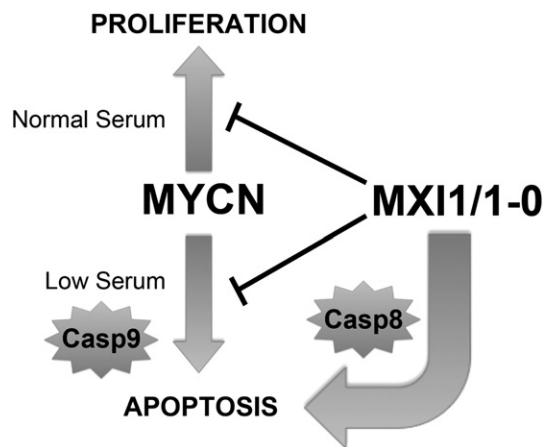 PROLIFERATION
Normal Serum
MYCN
MXI1/1-0
Low Serum
Casp9
Casp8
APOPTOSIS